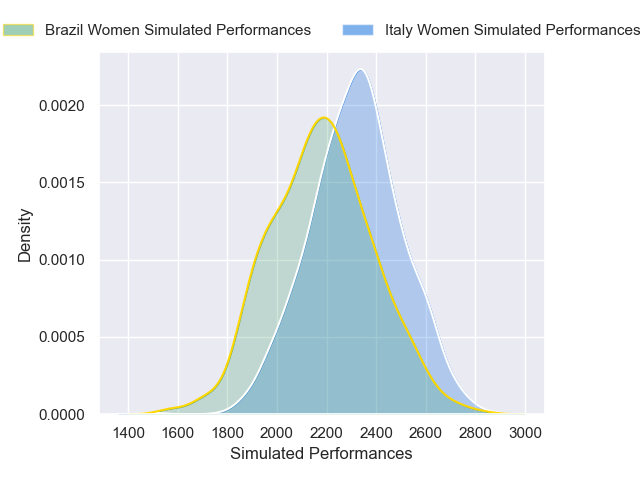 Brazil Women Simulated Performances
Italy Women Simulated Performances
0.0020
0.0015
0.0010
0.0005
0.0000
Density
1400 1600 1800 2000 2200 2400 2600 2800 3000
Simulated Performances